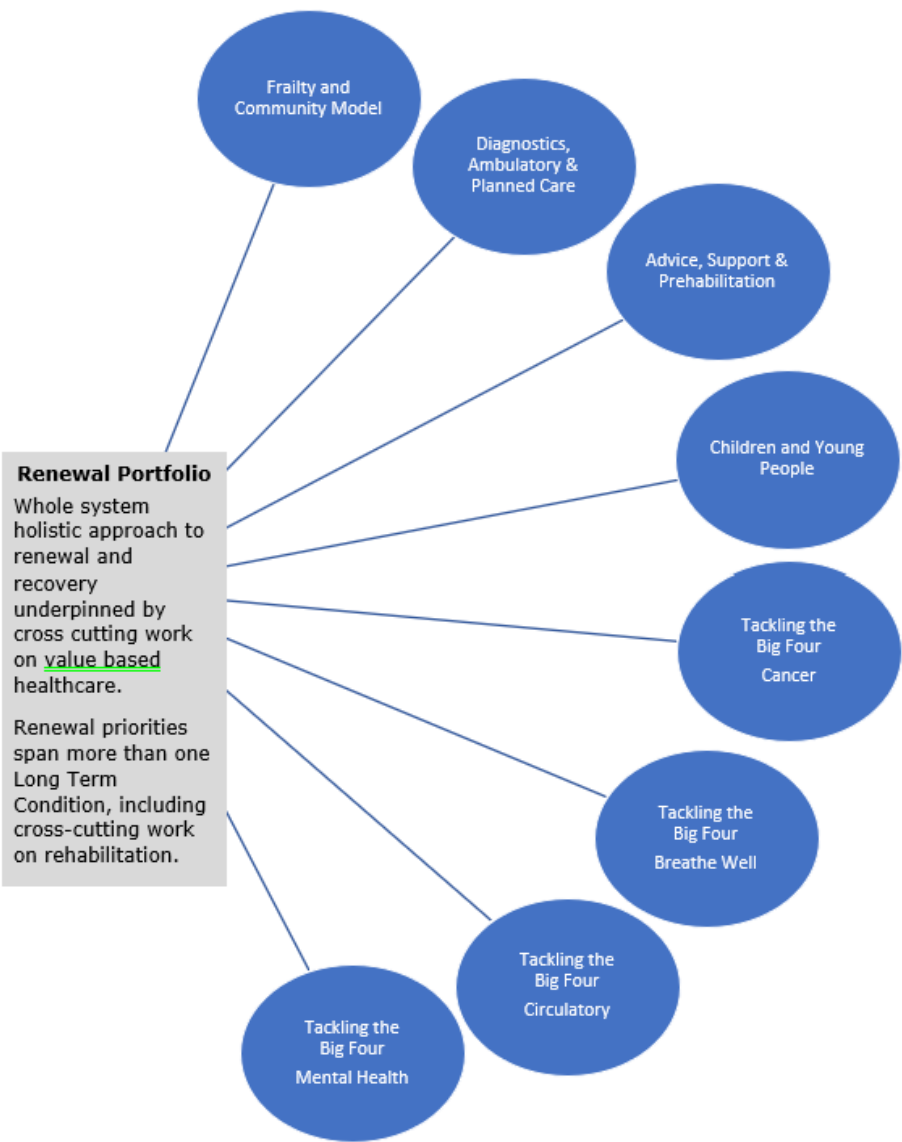 Frailty and
Community Model
Diagnostics,
Ambulatory &
Planned Care
Advice, Support &
Prehabilitation
Children and Young
People
Renewal Portfolio
Whole system
holistic approach to
renewal and
recovery
underpinned by
cross cutting work
on value based
healthcare.
Renewal priorities
span more than one
Long Term
Condition, including
cross-cutting work
on rehabilitation.
Tackling the
Big Four
Cancer
Tackling the
Big Four
Breathe Well
Tackling the
Big Four
Circulatory
Tackling the
Big Four
Mental Health